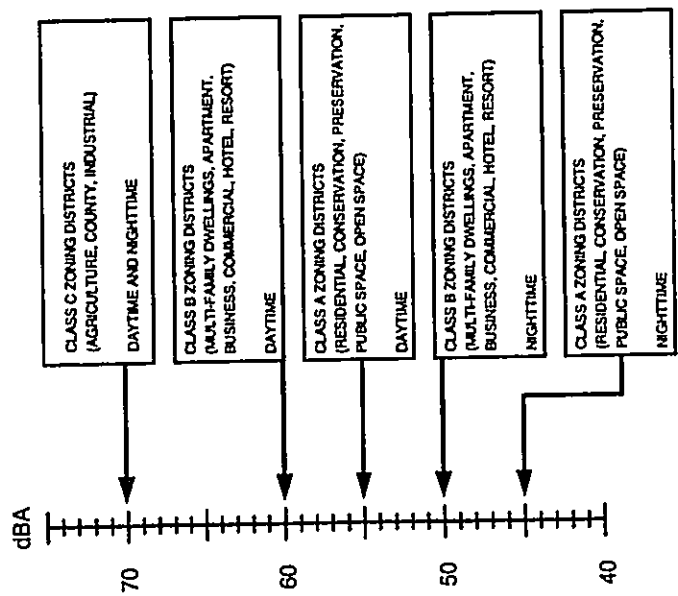 dBA
70
60
50
40
CLASS C ZONING DISTRICTS
(AGRICULTURE, COUNTY, INDUSTRIAL)
DAYTIME AND NIGHTTIME
CLASS B ZONING DISTRICTS
(MULTI-FAMILY DWELLINGS, APARTMENT,
BUSINESS, COMMERCIAL, HOTEL, RESORT)
DAYTIME
CLASS A ZONING DISTRICTS
(RESIDENTIAL, CONSERVATION, PRESERVATION,
PUBLIC SPACE, OPEN SPACE)
DAYTIME
CLASS B ZONING DISTRICTS
(MULTI-FAMILY DWELLINGS, APARTMENT,
BUSINESS, COMMERCIAL, HOTEL, RESORT)
NIGHTTIME
CLASS A ZONING DISTRICTS
(RESIDENTIAL, CONSERVATION, PRESERVATION,
PUBLIC SPACE, OPEN SPACE)
NIGHTTIME